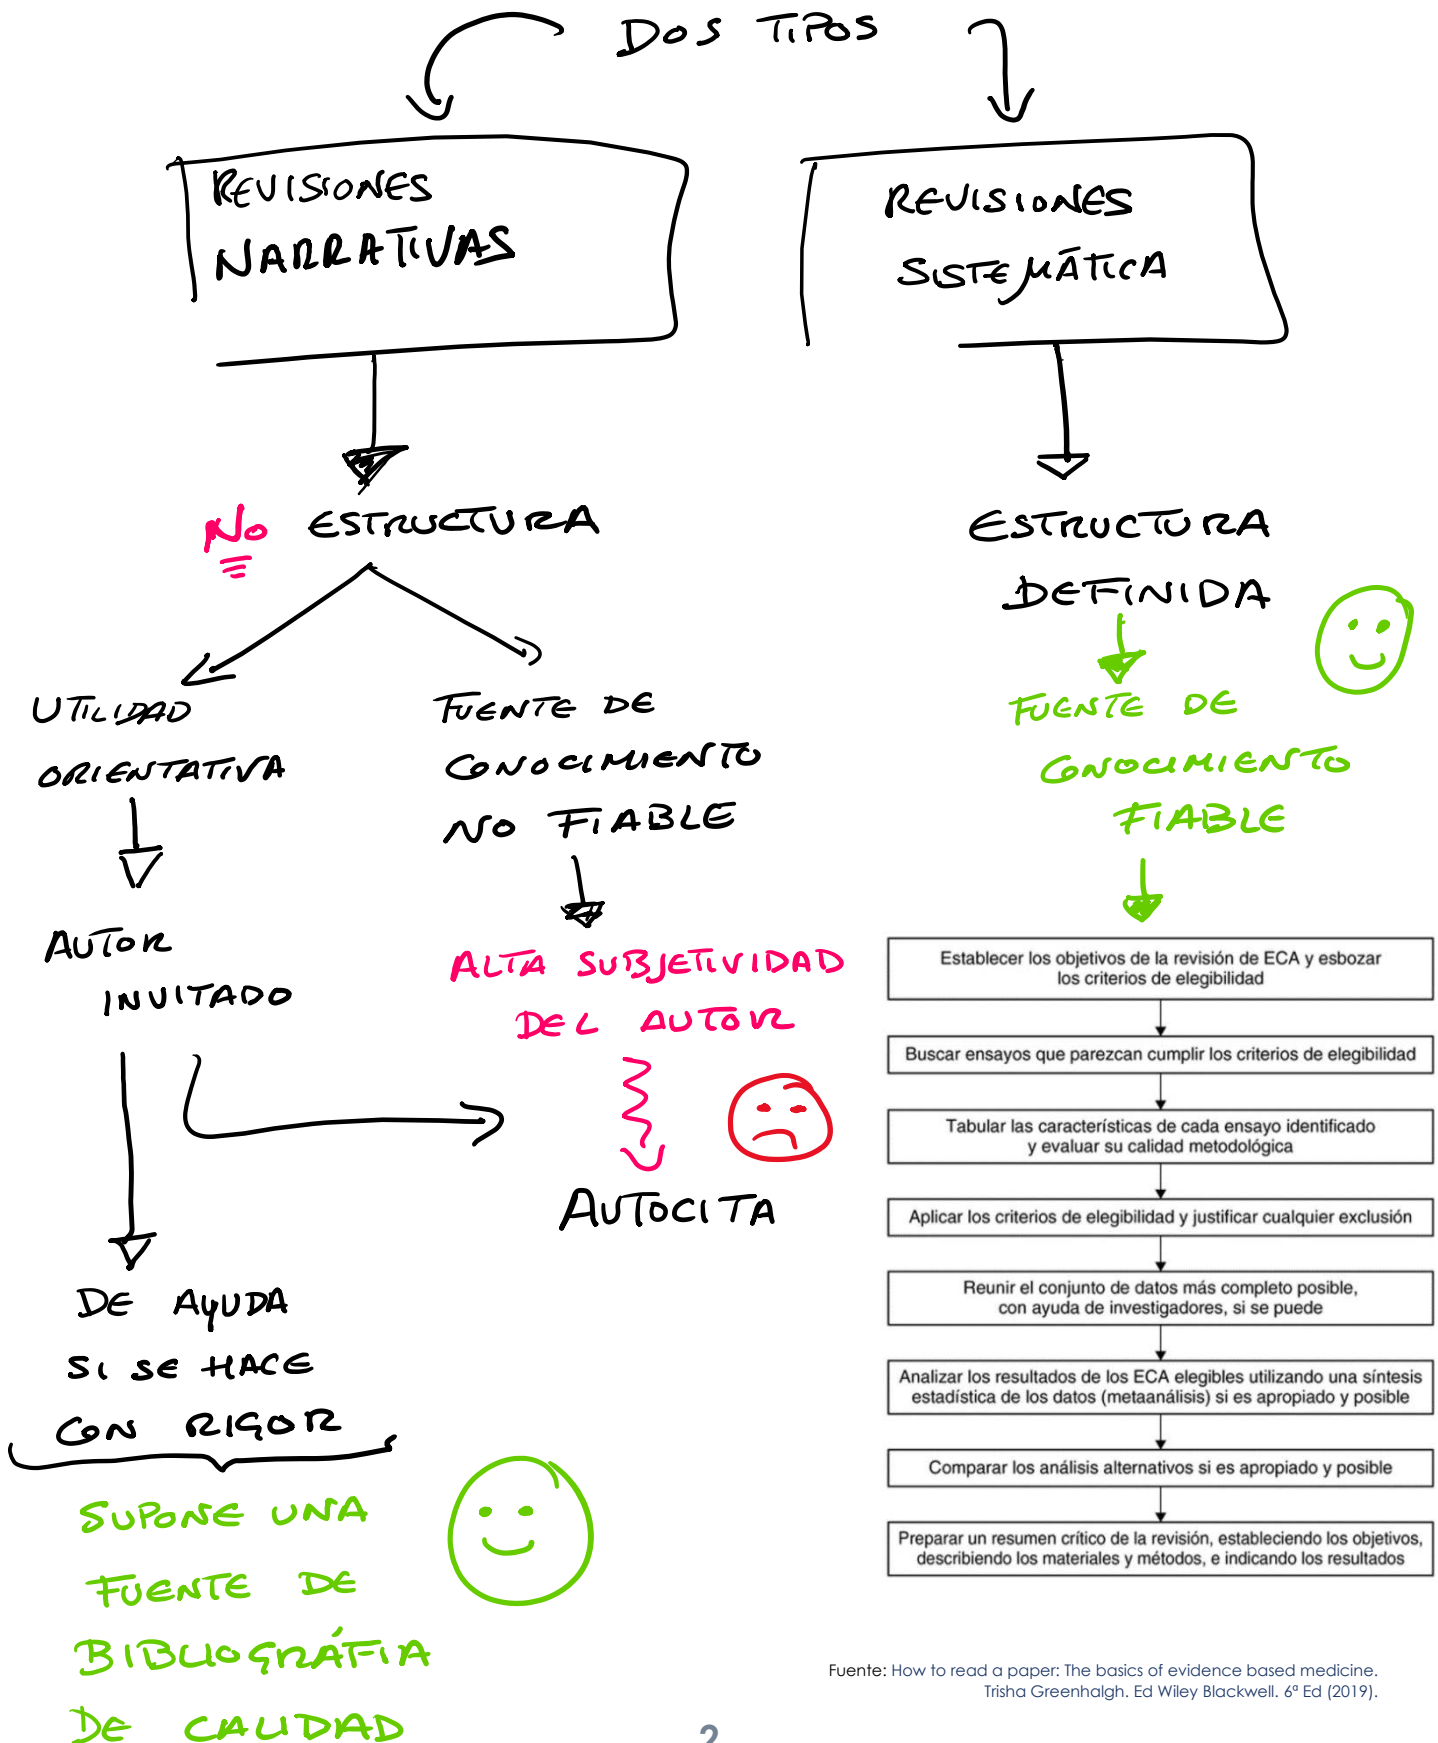 DOS TIPOS
REVISIONES
NARRATIVAS
NO ESTRUCTURA
UTILIDAD
ORIENTATIVA
AUTOR
INVITADO
DE AYUDA
SI SE HACE
CON RIGOR
SUPONE UNA
FUENTE DE
BIBLIOGRÁFIA
DE CALIDAD
FUENTE DE
CONOCIMIENTO
NO FIABLE
ALTA SUBJETIVIDAD
DEL AUTOR
AUTOCITA
REVISIONES
SISTEMÁTICA
ESTRUCTURA
DEFINIDA
FUENTE DE
CONOCIMIENTO
FIABLE
Establecer los objetivos de la revisión de ECA y esbozar
los criterios de elegibilidad
Buscar ensayos que parezcan cumplir los criterios de elegibilidad
Tabular las características de cada ensayo identificado
y evaluar su calidad metodológica
Aplicar los criterios de elegibilidad y justificar cualquier exclusión
Reunir el conjunto de datos más completo posible,
con ayuda de investigadores, si se puede
Analizar los resultados de los ECA elegibles utilizando una síntesis
estadística de los datos (metaanálisis) si es apropiado y posible
Comparar los análisis alternativos si es apropiado y posible
Preparar un resumen crítico de la revisión, estableciendo los objetivos,
describiendo los materiales y métodos, e indicando los resultados
Fuente: How to read a paper: The basics of evidence based medicine.
Trisha Greenhalgh. Ed Wiley Blackwell. 6ª Ed (2019).
2